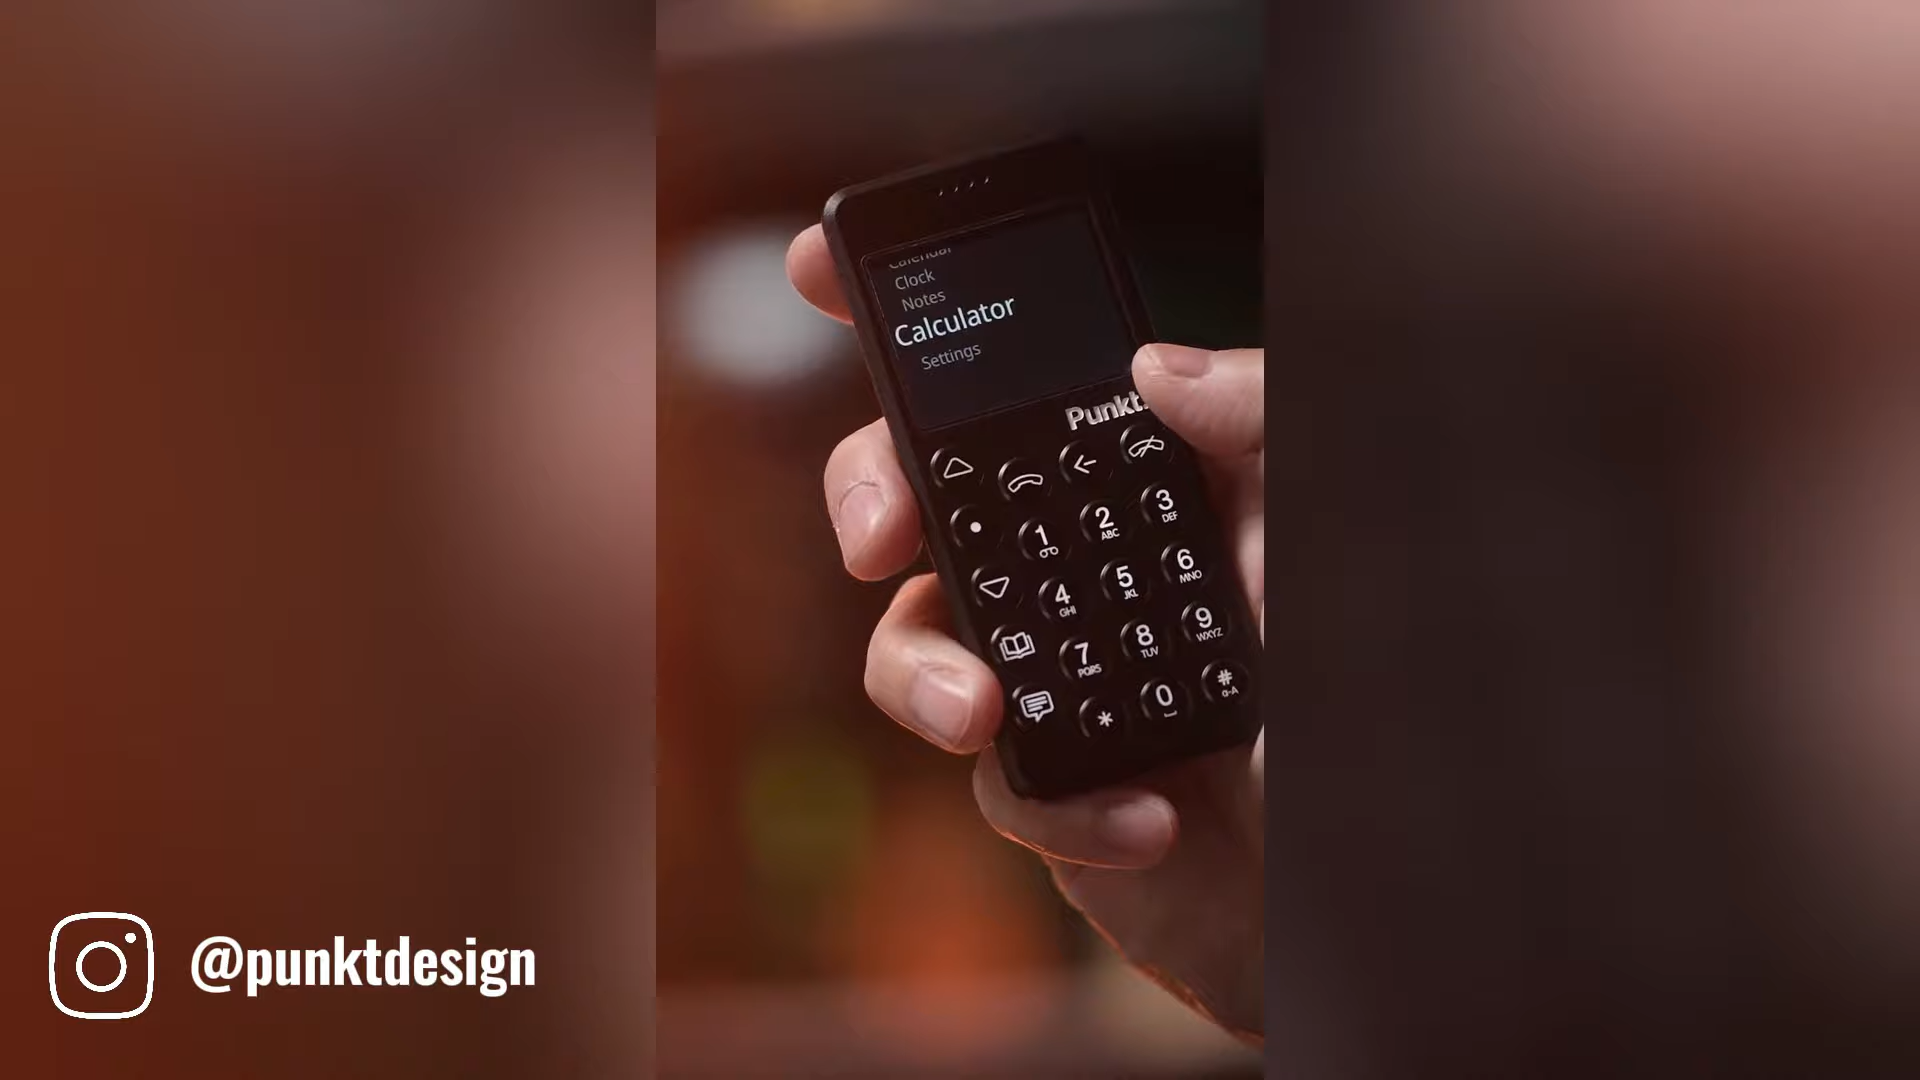 Calendar
Clock
Notes
Calculator
Settings
Punkt.
1
2 ABC
3 DEF
4 GHI
5 JKL
6 MNO
7 PQRS
8 TUV
9 WXYZ
*
0
# a-A
@punktdesign